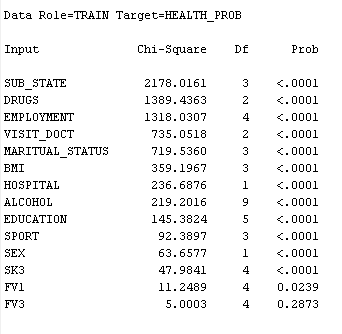 Data Role=TRAIN Target=HEALTH_PROB
Input Chi-Square Df Prob
SUB_STATE 2178.0161 3 <.0001
DRUGS 1389.4363 2 <.0001
EMPLOYMENT 1318.0307 4 <.0001
VISIT_DOCT 735.0518 2 <.0001
MARITUAL_STATUS 719.5360 3 <.0001
BMI 359.1967 3 <.0001
HOSPITAL 236.6876 1 <.0001
ALCOHOL 219.2016 9 <.0001
EDUCATION 145.3824 5 <.0001
SPORT 92.3897 3 <.0001
SEX 63.6577 1 <.0001
SK3 47.9841 4 <.0001
FV1 11.2489 4 0.0239
FV3 5.0003 4 0.2873